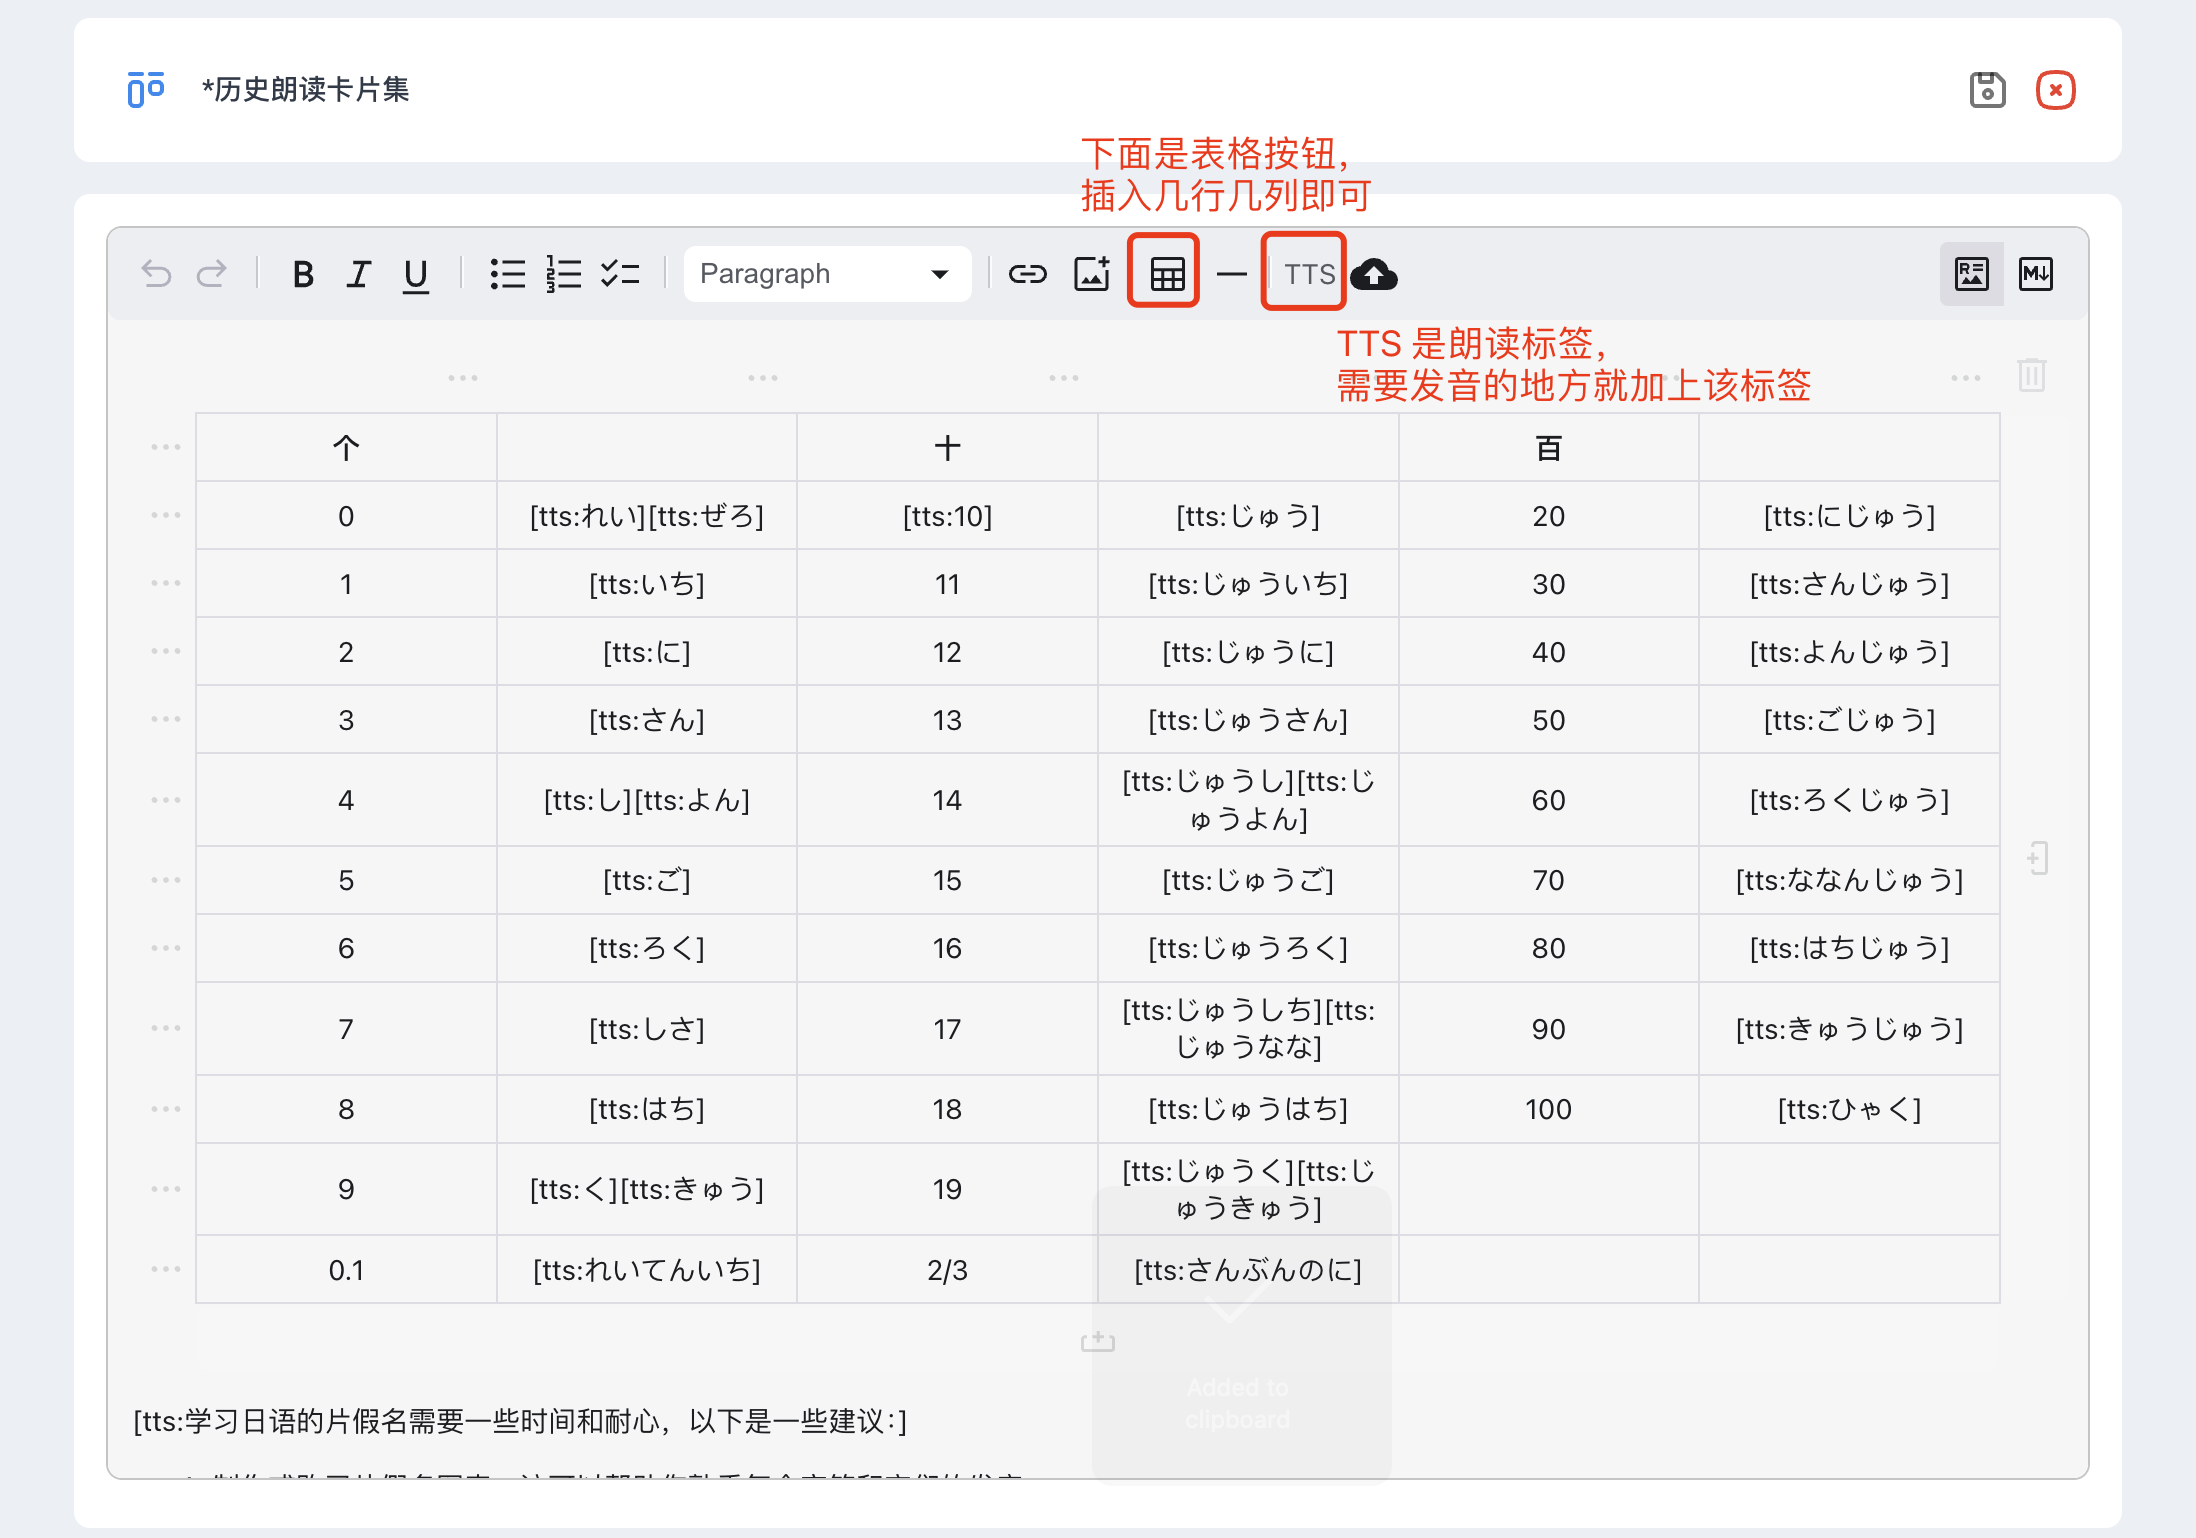 *历史朗读卡片集
下面是表格按钮，
插入几行几列即可
B I U Paragraph TTS
TTS 是朗读标签，
需要发音的地方就加上该标签
个 十 百
0 [tts:れい][tts:ぜろ] [tts:10] [tts:じゅう] 20 [tts:にじゅう]
1 [tts:いち] 11 [tts:じゅういち] 30 [tts:さんじゅう]
2 [tts:に] 12 [tts:じゅうに] 40 [tts:よんじゅう]
3 [tts:さん] 13 [tts:じゅうさん] 50 [tts:ごじゅう]
4 [tts:し][tts:よん] 14 [tts:じゅうし][tts:じ
ゅうよん] 60 [tts:ろくじゅう]
5 [tts:ご] 15 [tts:じゅうご] 70 [tts:ななんじゅう]
6 [tts:ろく] 16 [tts:じゅうろく] 80 [tts:はちじゅう]
7 [tts:しさ] 17 [tts:じゅうしち][tts:
じゅうなな] 90 [tts:きゅうじゅう]
8 [tts:はち] 18 [tts:じゅうはち] 100 [tts:ひゃく]
9 [tts:く][tts:きゅう] 19 [tts:じゅうく][tts:じ
ゅうきゅう]
0.1 [tts:れいてんいち] 2/3 [tts:さんぶんのに]
Added to
clipboard
[tts:学习日语的片假名需要一些时间和耐心，以下是一些建议：]